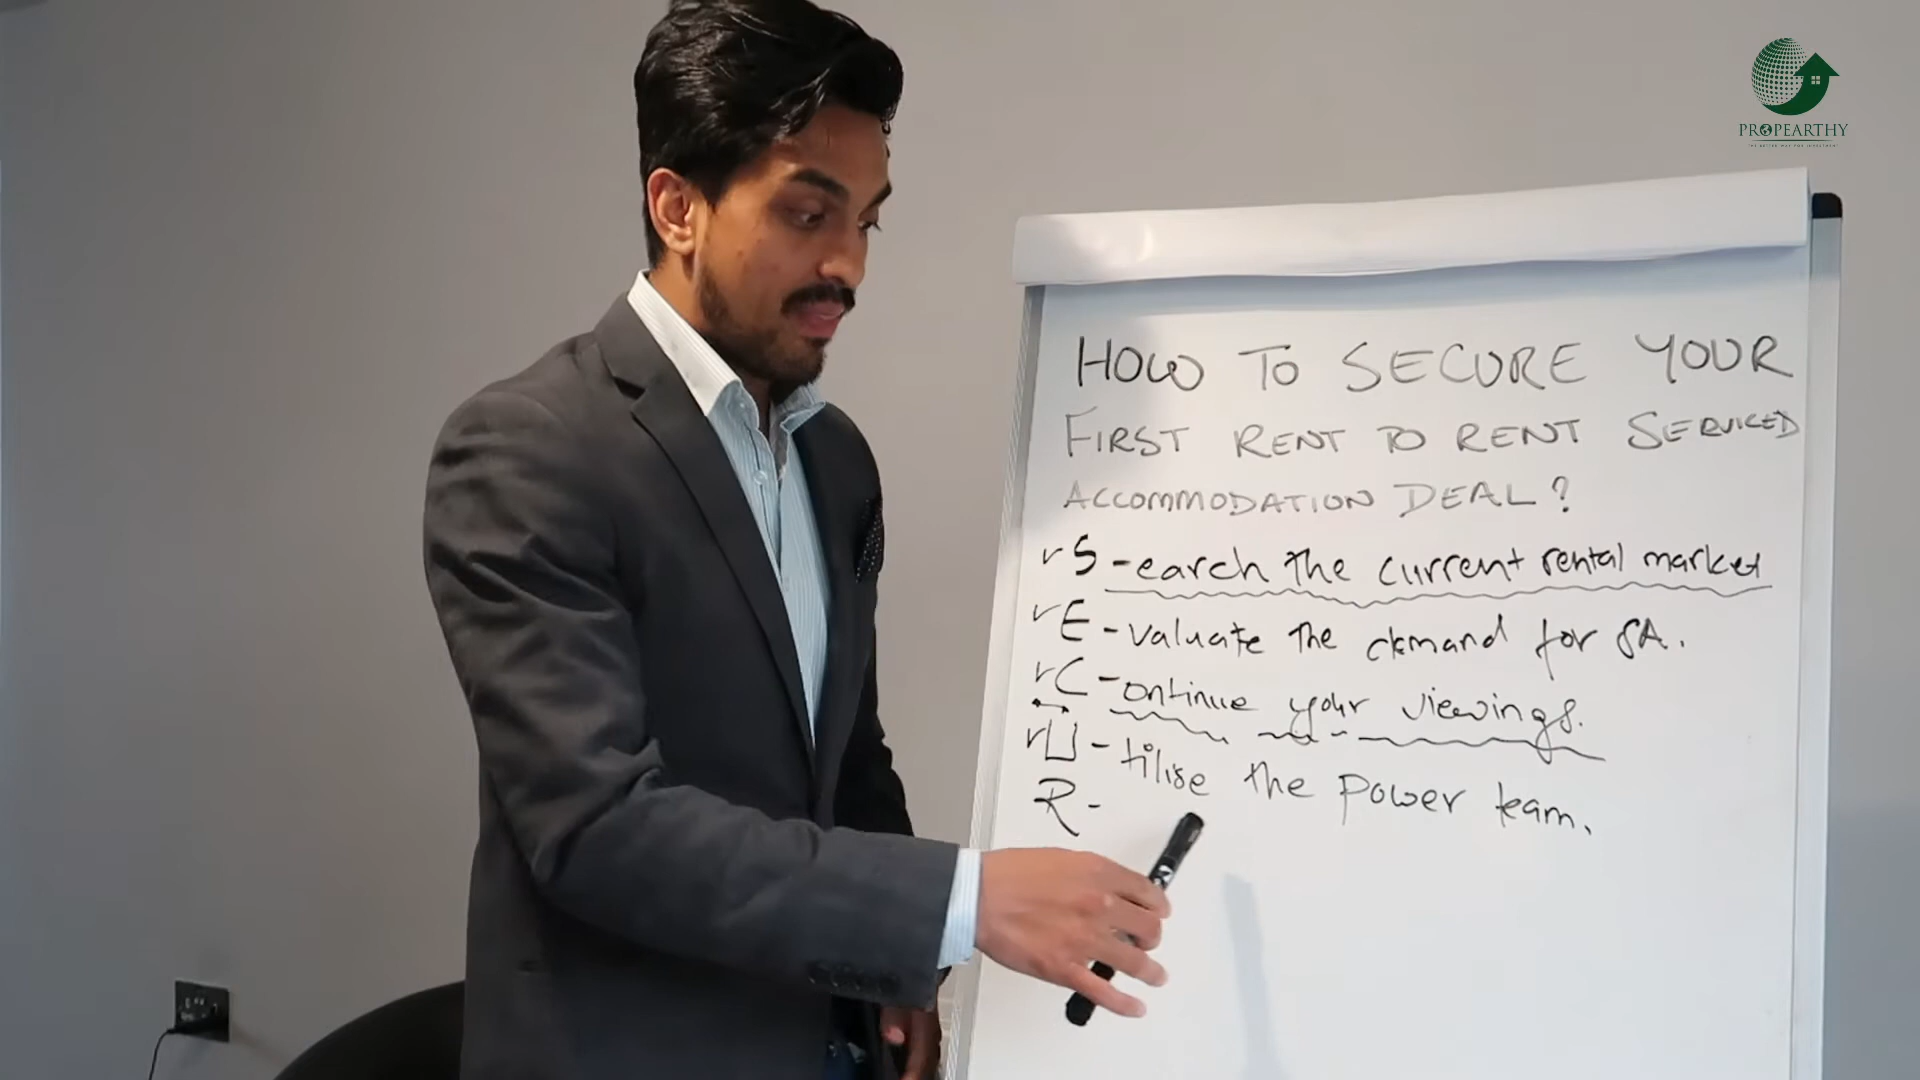 PROPEARTHY
HOW TO SECURE YOUR
FIRST RENT TO RENT SERVICED
ACCOMMODATION DEAL?
S-earch the current rental market
E-valuate the demand for SA.
C-ontinue your viewings.
U-tilise the power team.
R-